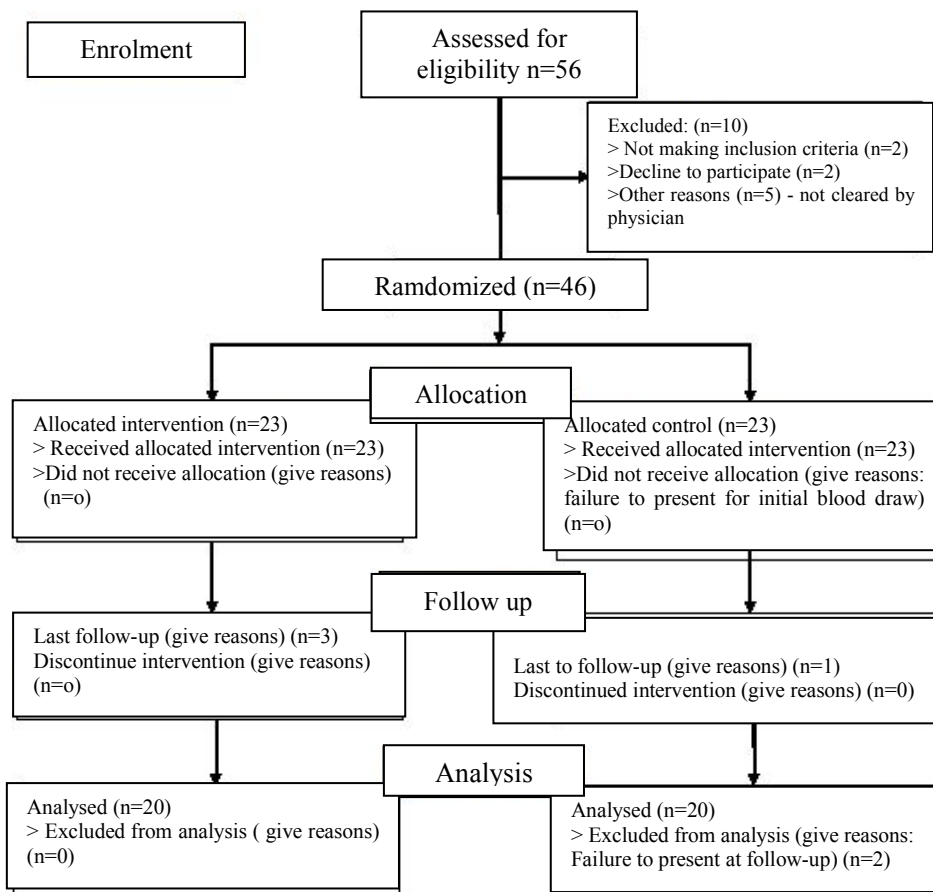 Enrolment
Assessed for
eligibility n=56
Excluded: (n=10)
> Not making inclusion criteria (n=2)
>Decline to participate (n=2)
>Other reasons (n=5) - not cleared by
physician
Ramdomized (n=46)
Allocation
Allocated intervention (n=23)
> Received allocated intervention (n=23)
>Did not receive allocation (give reasons)
(n=o)
Allocated control (n=23)
> Received allocated intervention (n=23)
>Did not receive allocation (give reasons:
failure to present for initial blood draw)
(n=o)
Follow up
Last follow-up (give reasons) (n=3)
Discontinue intervention (give reasons)
(n=o)
Last to follow-up (give reasons) (n=1)
Discontinued intervention (give reasons) (n=0)
Analysis
Analysed (n=20)
> Excluded from analysis ( give reasons)
(n=0)
Analysed (n=20)
> Excluded from analysis (give reasons:
Failure to present at follow-up) (n=2)